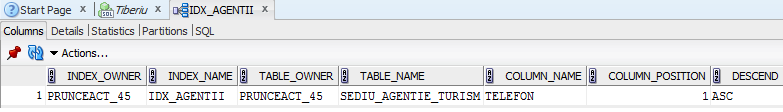 Start Page Tiberiu IDX_AGENTII
Columns Details Statistics Partitions SQL
Actions...
INDEX_OWNER INDEX_NAME TABLE_OWNER TABLE_NAME COLUMN_NAME COLUMN_POSITION DESCEND
1 PRUNCEACT_45 IDX_AGENTII PRUNCEACT_45 SEDIU_AGENTIE_TURISM TELEFON 1 ASC